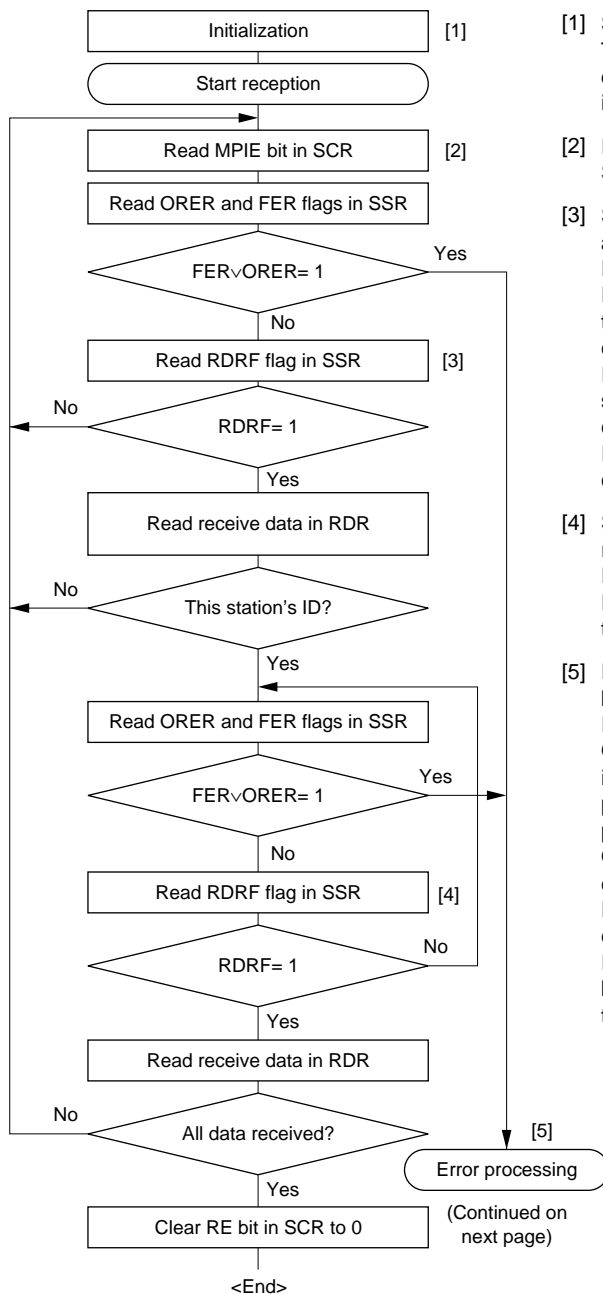 Initialization [1]
Start reception
Read MPIE bit in SCR [2]
Read ORER and FER flags in SSR
FER∨ORER= 1
Yes
No
Read RDRF flag in SSR [3]
No
RDRF= 1
Yes
Read receive data in RDR
No
This station's ID?
Yes
Read ORER and FER flags in SSR
FER∨ORER= 1
Yes
No
Read RDRF flag in SSR [4]
No
RDRF= 1
Yes
Read receive data in RDR
No
All data received?
Yes
[5]
Error processing
(Continued on
next page)
Clear RE bit in SCR to 0
<End>
[1]
[2]
[3]
[4]
[5]